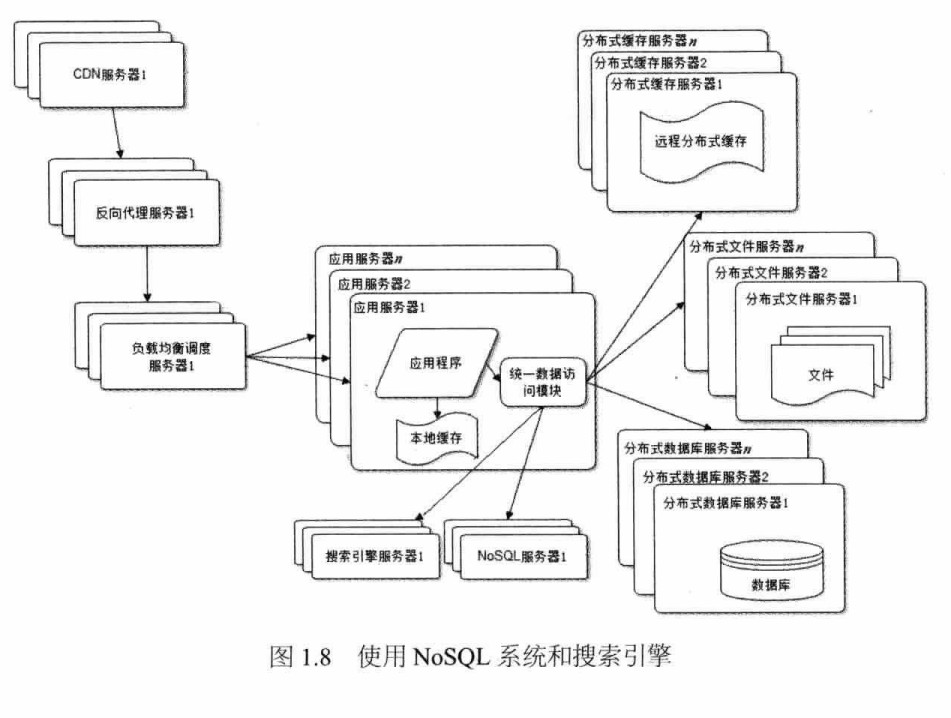 CDN服务器1
反向代理服务器1
负载均衡调度
服务器1
应用服务器n
应用服务器2
应用服务器1
应用程序
统一数据访
问模块
本地缓存
搜索引擎服务器1
NoSQL服务器1
分布式缓存服务器n
分布式缓存服务器2
分布式缓存服务器1
远程分布式缓存
分布式文件服务器n
分布式文件服务器2
分布式文件服务器1
文件
分布式数据库服务器n
分布式数据库服务器2
分布式数据库服务器1
数据库
图 1.8 使用 NoSQL 系统和搜索引擎